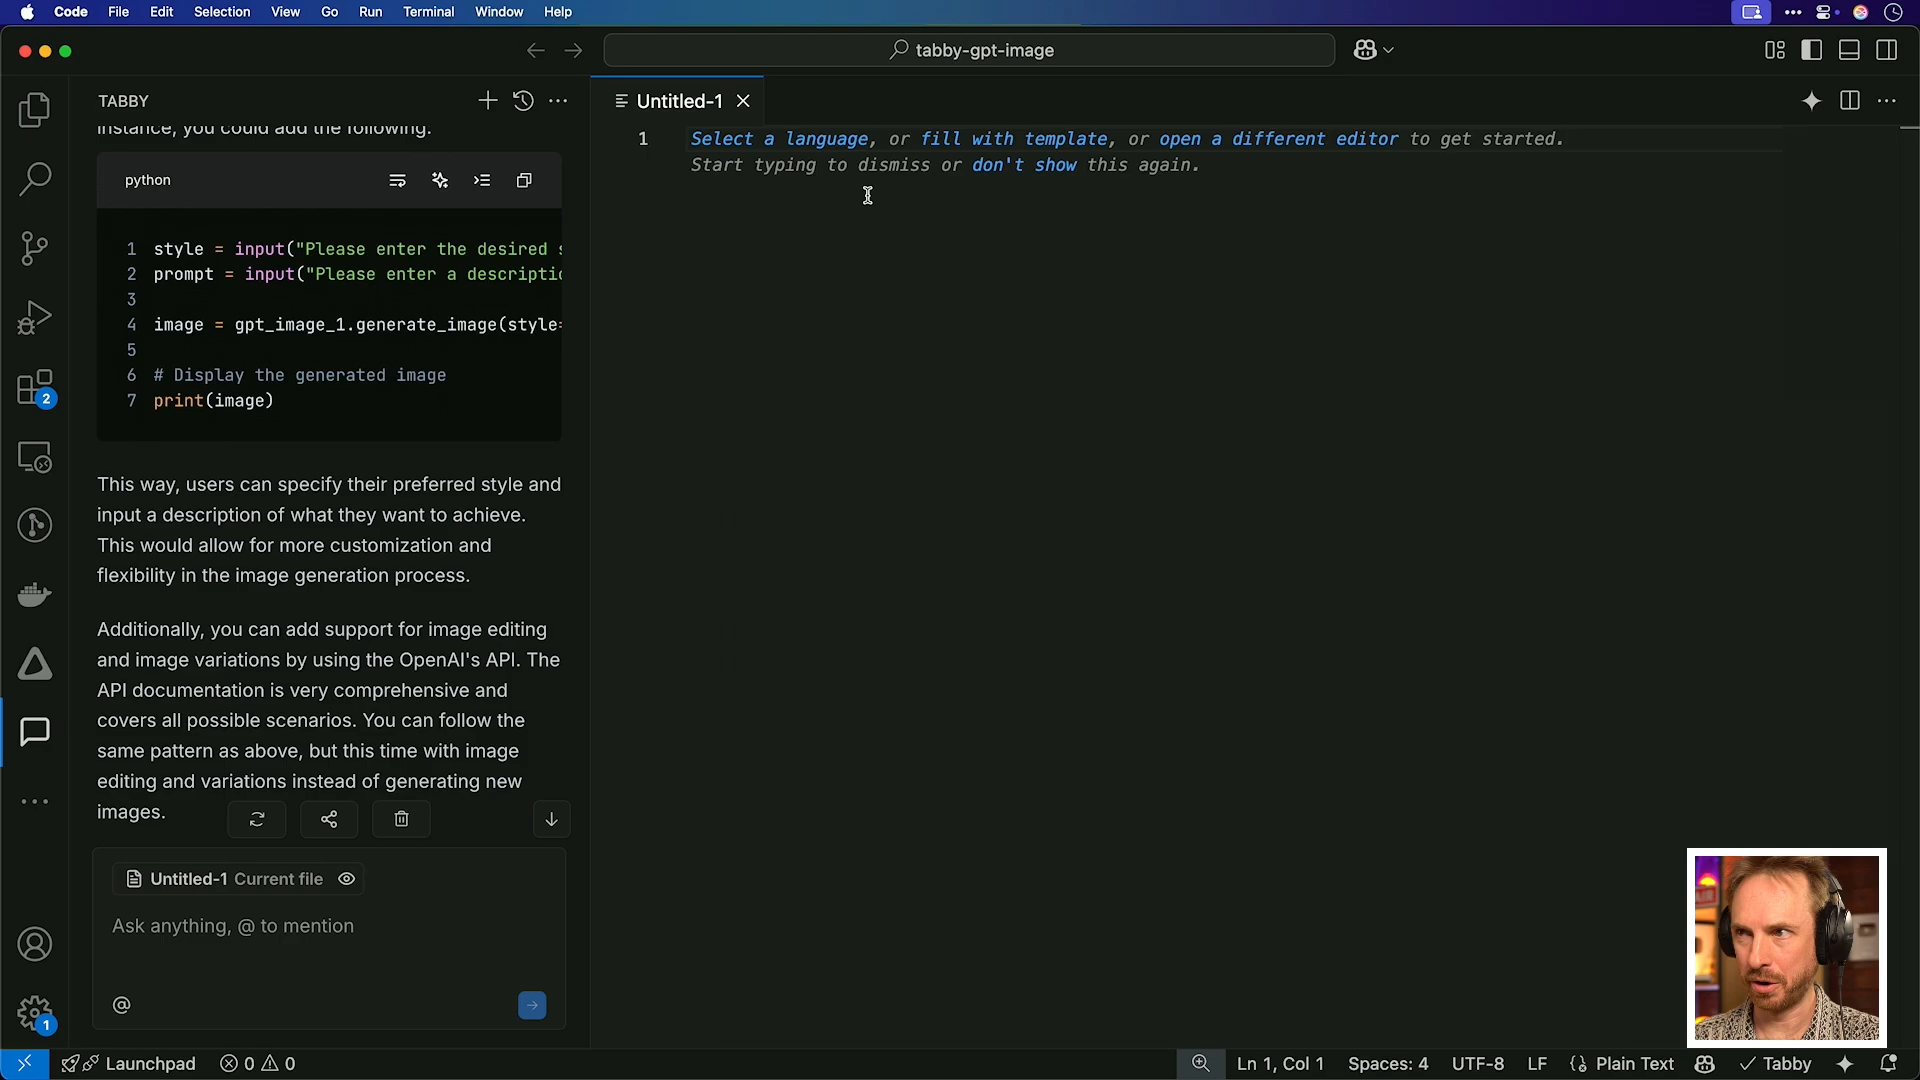 Code File Edit Selection View Go Run Terminal Window Help
tabby-gpt-image
TABBY
instance, you could add the following:
python
1 style = input("Please enter the desired s
2 prompt = input("Please enter a descriptio
3
4 image = gpt_image_1.generate_image(style=
5
6 # Display the generated image
7 print(image)
This way, users can specify their preferred style and
input a description of what they want to achieve.
This would allow for more customization and
flexibility in the image generation process.
Additionally, you can add support for image editing
and image variations by using the OpenAI's API. The
API documentation is very comprehensive and
covers all possible scenarios. You can follow the
same pattern as above, but this time with image
editing and variations instead of generating new
images.
Untitled-1 Current file
Ask anything, @ to mention
@
Untitled-1
1 Select a language, or fill with template, or open a different editor to get started.
Start typing to dismiss or don't show this again.
2
1
Launchpad 0 0
Ln 1, Col 1 Spaces: 4 UTF-8 LF {} Plain Text Tabby